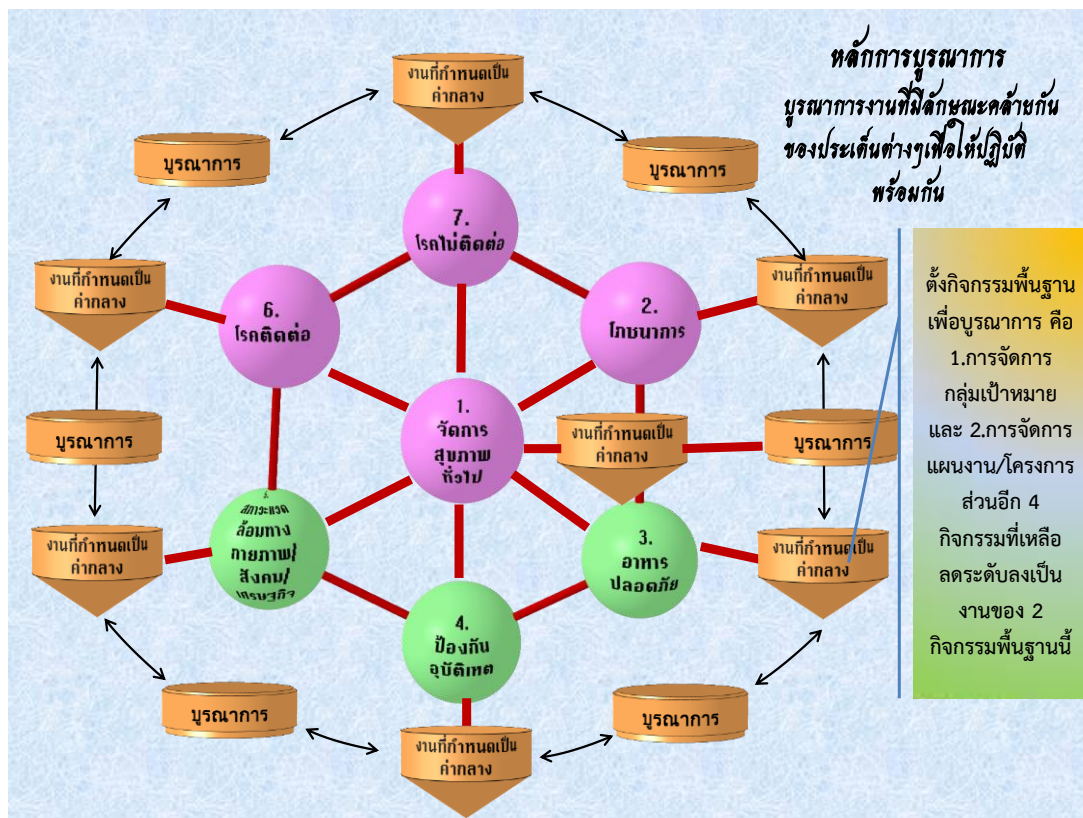 หลักการบูรณาการ
บูรณาการงานที่มีลักษณะคล้ายกัน
ของประเด็นต่างๆเพื่อให้ปฏิบัติ
พร้อมกัน
งานที่กำหนดเป็น
ค่ากลาง
บูรณาการ
บูรณาการ
7.
โรคไม่ติดต่อ
งานที่กำหนดเป็น
ค่ากลาง
งานที่กำหนดเป็น
ค่ากลาง
6.
โรคติดต่อ
2.
โภชนาการ
1.
จัดการ
สุขภาพ
ทั่วไป
งานที่กำหนดเป็น
ค่ากลาง
บูรณาการ
บูรณาการ
สภาวะแวด
ล้อมทาง
กายภาพ/
สังคม/
เศรษฐกิจ
3.
อาหาร
ปลอดภัย
งานที่กำหนดเป็น
ค่ากลาง
งานที่กำหนดเป็น
ค่ากลาง
4.
ป้องกัน
อุบัติเหต
บูรณาการ
บูรณาการ
งานที่กำหนดเป็น
ค่ากลาง
ตั้งกิจกรรมพื้นฐาน
เพื่อบูรณาการ คือ
1.การจัดการ
กลุ่มเป้าหมาย
และ 2.การจัดการ
แผนงาน/โครงการ
ส่วนอีก 4
กิจกรรมที่เหลือ
ลดระดับลงเป็น
งานของ 2
กิจกรรมพื้นฐานนี้